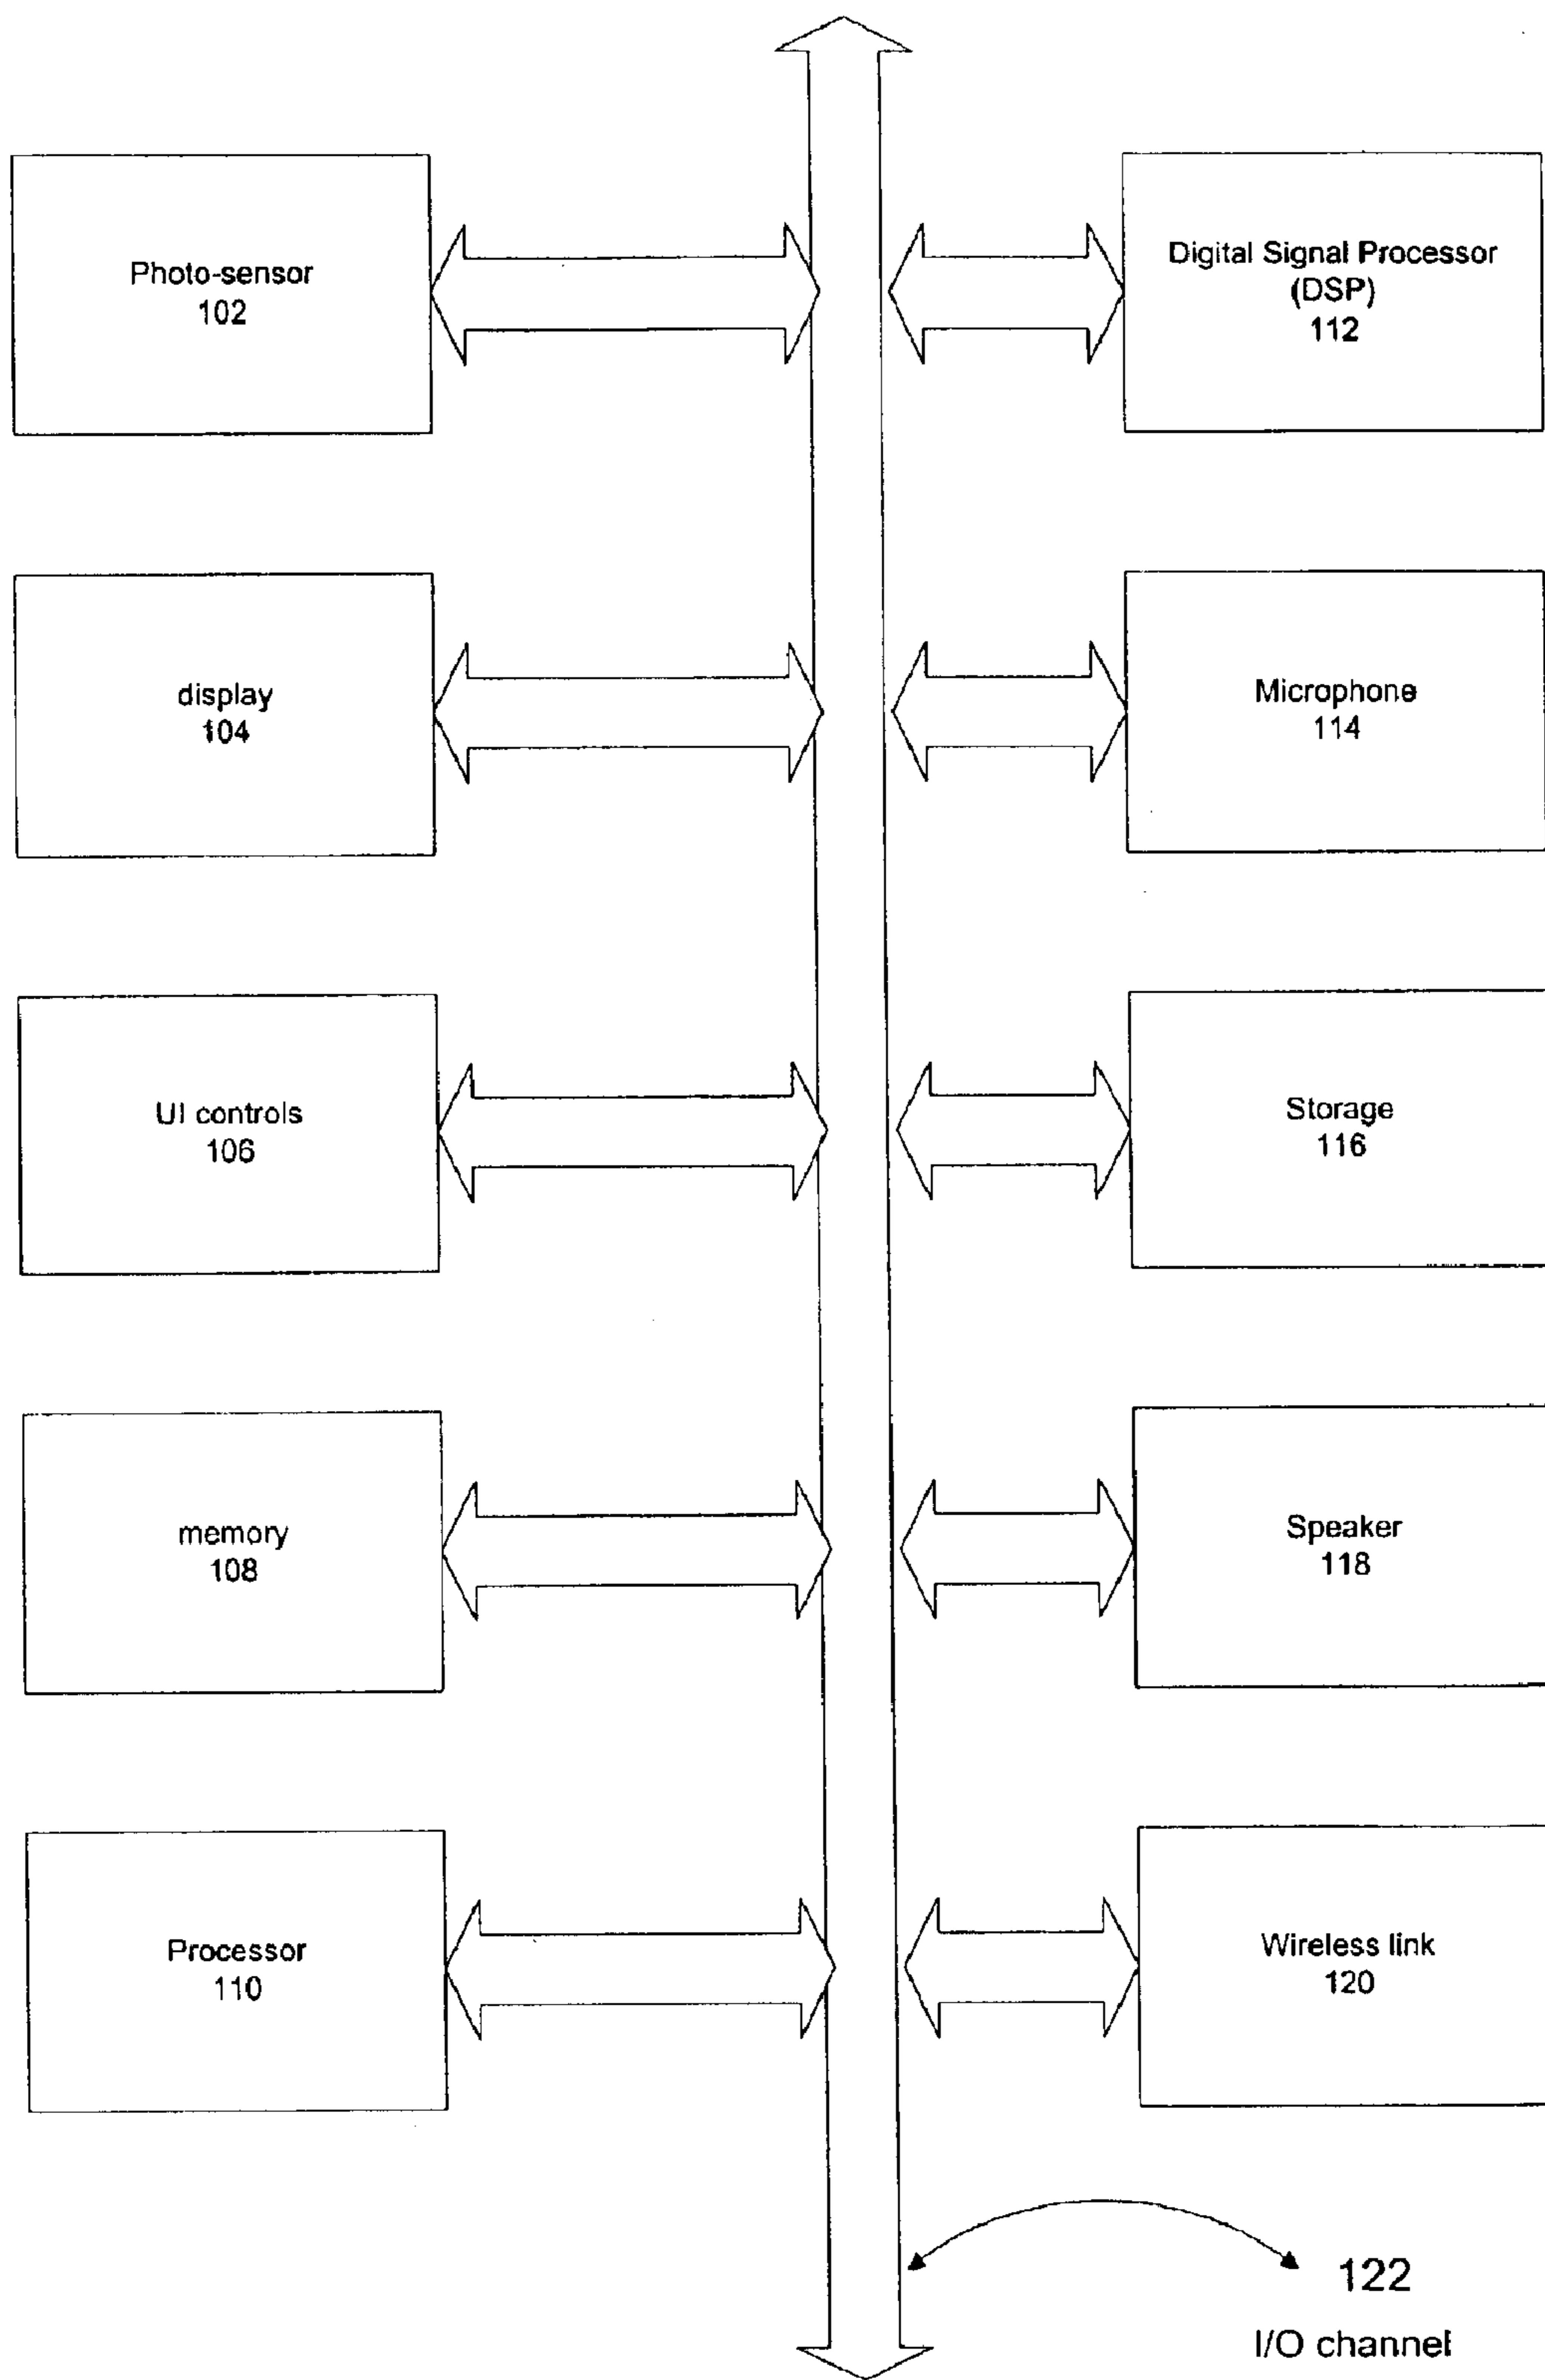 Photo-sensor
102
Digital Signal Processor
(DSP)
112
display
104
Microphone
114
UI controls
106
Storage
116
memory
108
Speaker
118
Processor
110
Wireless link
120
122
I/O channel